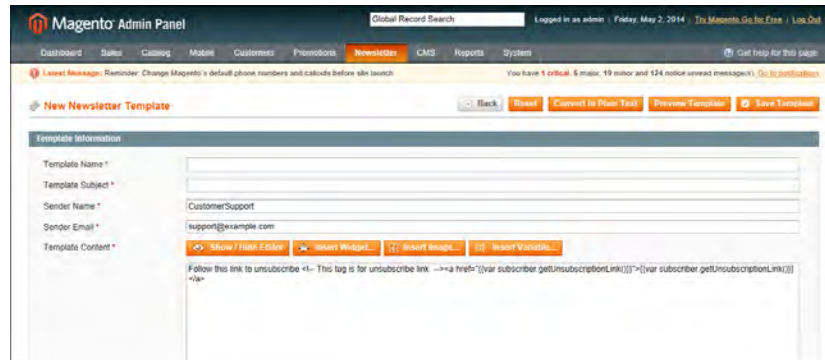 Magento Admin Panel
Global Record Search
Logged in as admin | Friday, May 2, 2014 | Try Magento Go for Free | Log Out
Dashboard Sales Catalog Mobile Customers Promotions Newsletter CMS Reports System Get help for this page
Latest Message: Reminder: Change Magento's default phone numbers and callouts before site launch
You have 1 critical, 5 major, 19 minor and 124 notice unread message(s). Go to notifications
New Newsletter Template
Back Reset Convert to Plain Text Preview Template Save Template
Template Information
Template Name *
Template Subject *
Sender Name * CustomerSupport
Sender Email * support@example.com
Template Content * Show / Hide Editor Insert Widget... Insert Image... Insert Variable...
Follow this link to unsubscribe <!-- This tag is for unsubscribe link --><a href="{{var subscriber.getUnsubscriptionLink()}}">{{var subscriber.getUnsubscriptionLink()}}
</a>